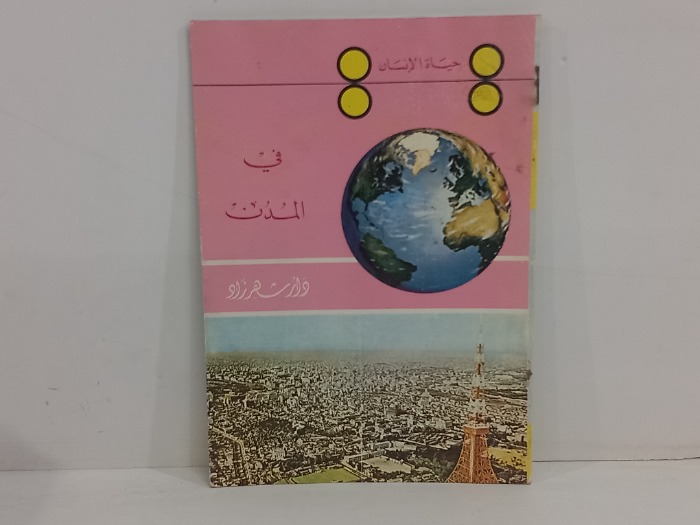 حياة الإنسان
في
المدن
دار شهرزاد